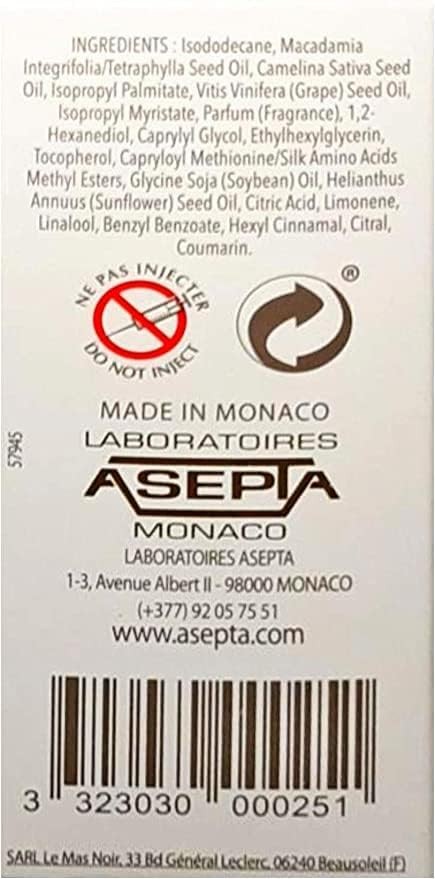 INGREDIENTS : Isododecane, Macadamia
Integrifolia/Tetraphylla Seed Oil, Camelina Sativa Seed
Oil, Isopropyl Palmitate, Vitis Vinifera (Grape) Seed Oil,
Isopropyl Myristate, Parfum (Fragrance), 1,2-
Hexanediol, Caprylyl Glycol, Ethylhexylglycerin,
Tocopherol, Capryloyl Methionine/Silk Amino Acids
Methyl Esters, Glycine Soja (Soybean) Oil, Helianthus
Annuus (Sunflower) Seed Oil, Citric Acid, Limonene,
Linalool, Benzyl Benzoate, Hexyl Cinnamal, Citral,
Coumarin.
NE PAS INJECTER
DO NOT INJECT
®
MADE IN MONACO
LABORATOIRES
ASEPTA
MONACO
LABORATOIRES ASEPTA
1-3, Avenue Albert II - 98000 MONACO
(+377) 92 05 75 51
www.asepta.com
57945
3 323030 000251
SARL Le Mas Noir, 33 Bd Général Leclerc, 06240 Beausoleil (F)